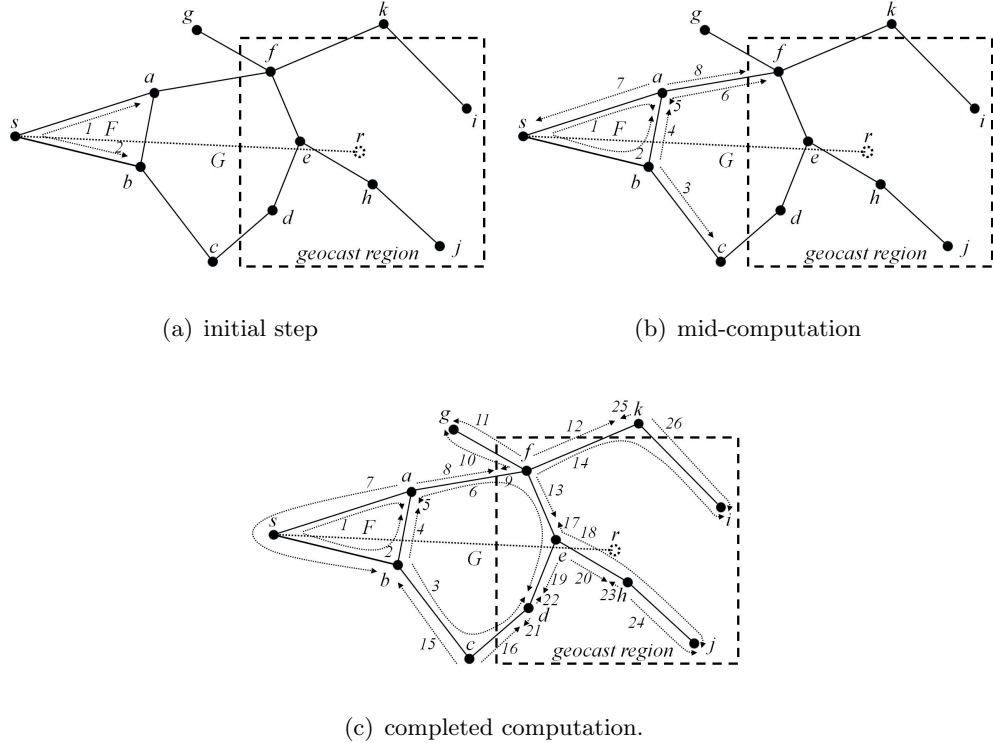 g
k
f
a
s
1
F
2
b
G
r
e
h
i
d
c
geocast region
j
(a) initial step
g
k
f
7
a
8
s
5
6
1
F
4
2
b
G
3
r
e
h
i
d
c
geocast region
j
(b) mid-computation
g
11
25
k
12
26
10
f
14
7
a
8
9
6
13
s
5
1
F
4
17
18
r
i
2
G
e
b
3
19
20
23
h
22
d
24
15
21
c
16
geocast region
j
(c) completed computation.